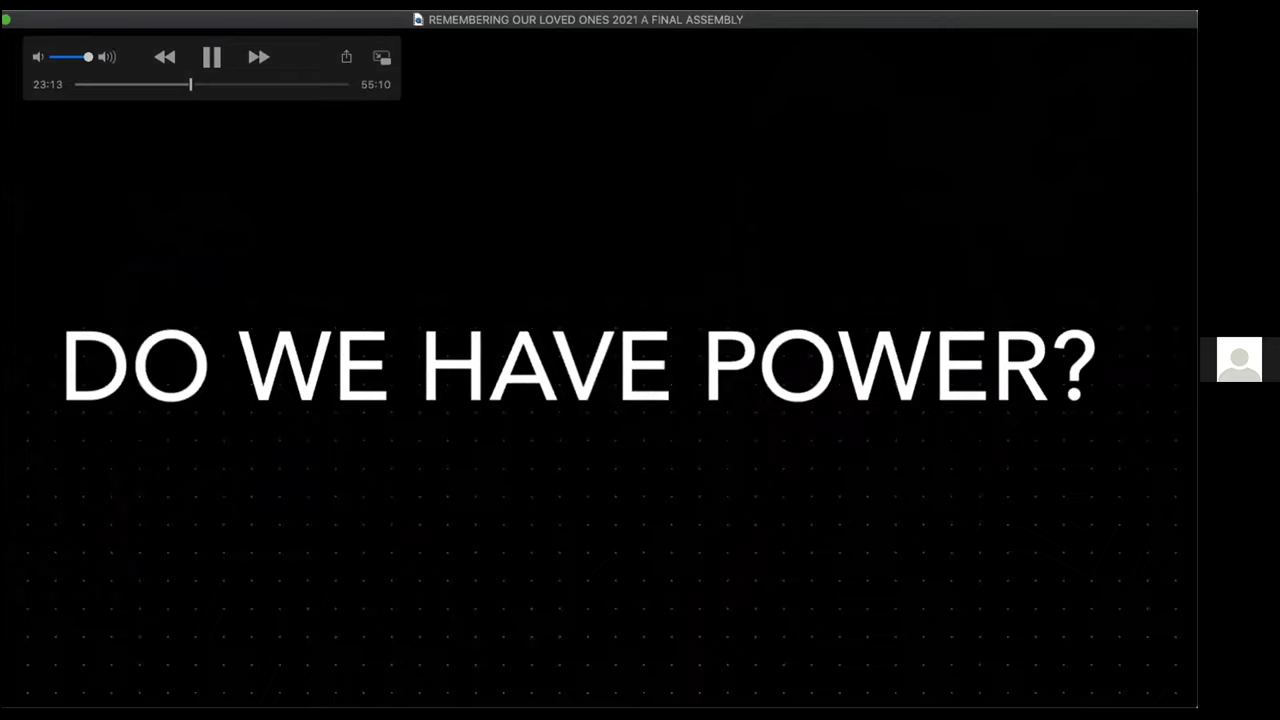 REMEMBERING OUR LOVED ONES 2021 A FINAL ASSEMBLY
23:13
55:10
DO WE HAVE POWER?